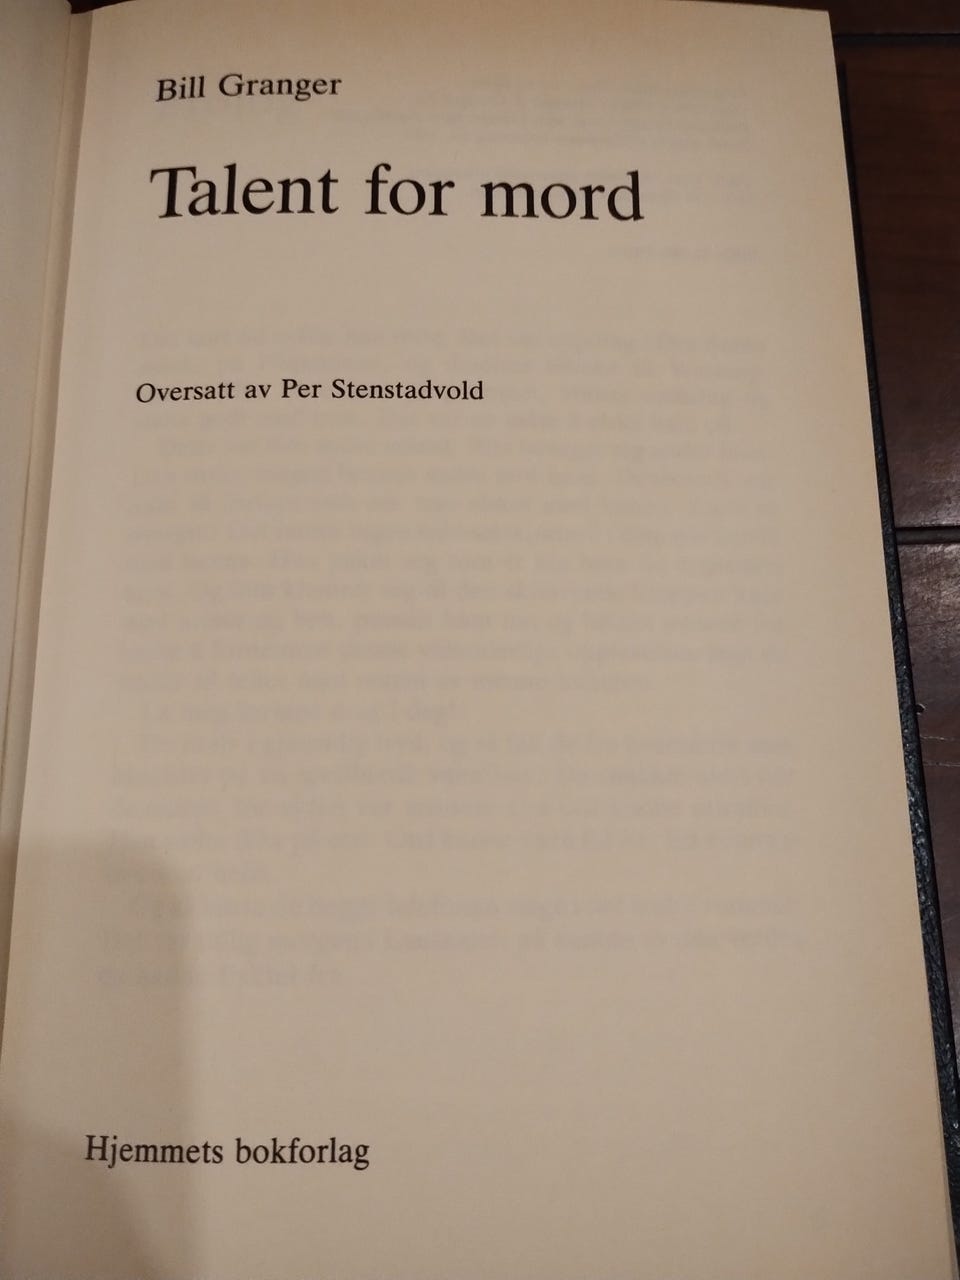 Bill Granger
Talent for mord
Oversatt av Per Stenstadvold
Hjemmets bokforlag